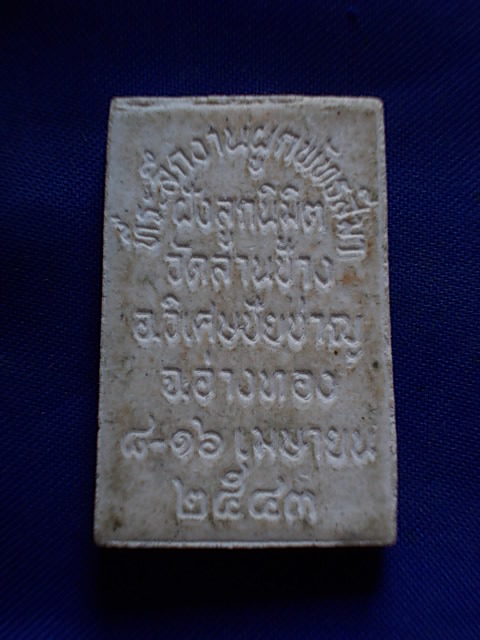 ที่ระลึกงานผูกพัทธสีมา
ฝังลูกนิมิต
วัดลานช้าง
อ.วิเศษชัยชาญ
จ.อ่างทอง
๘-๑๖ เมษายน
๒๕๔๓